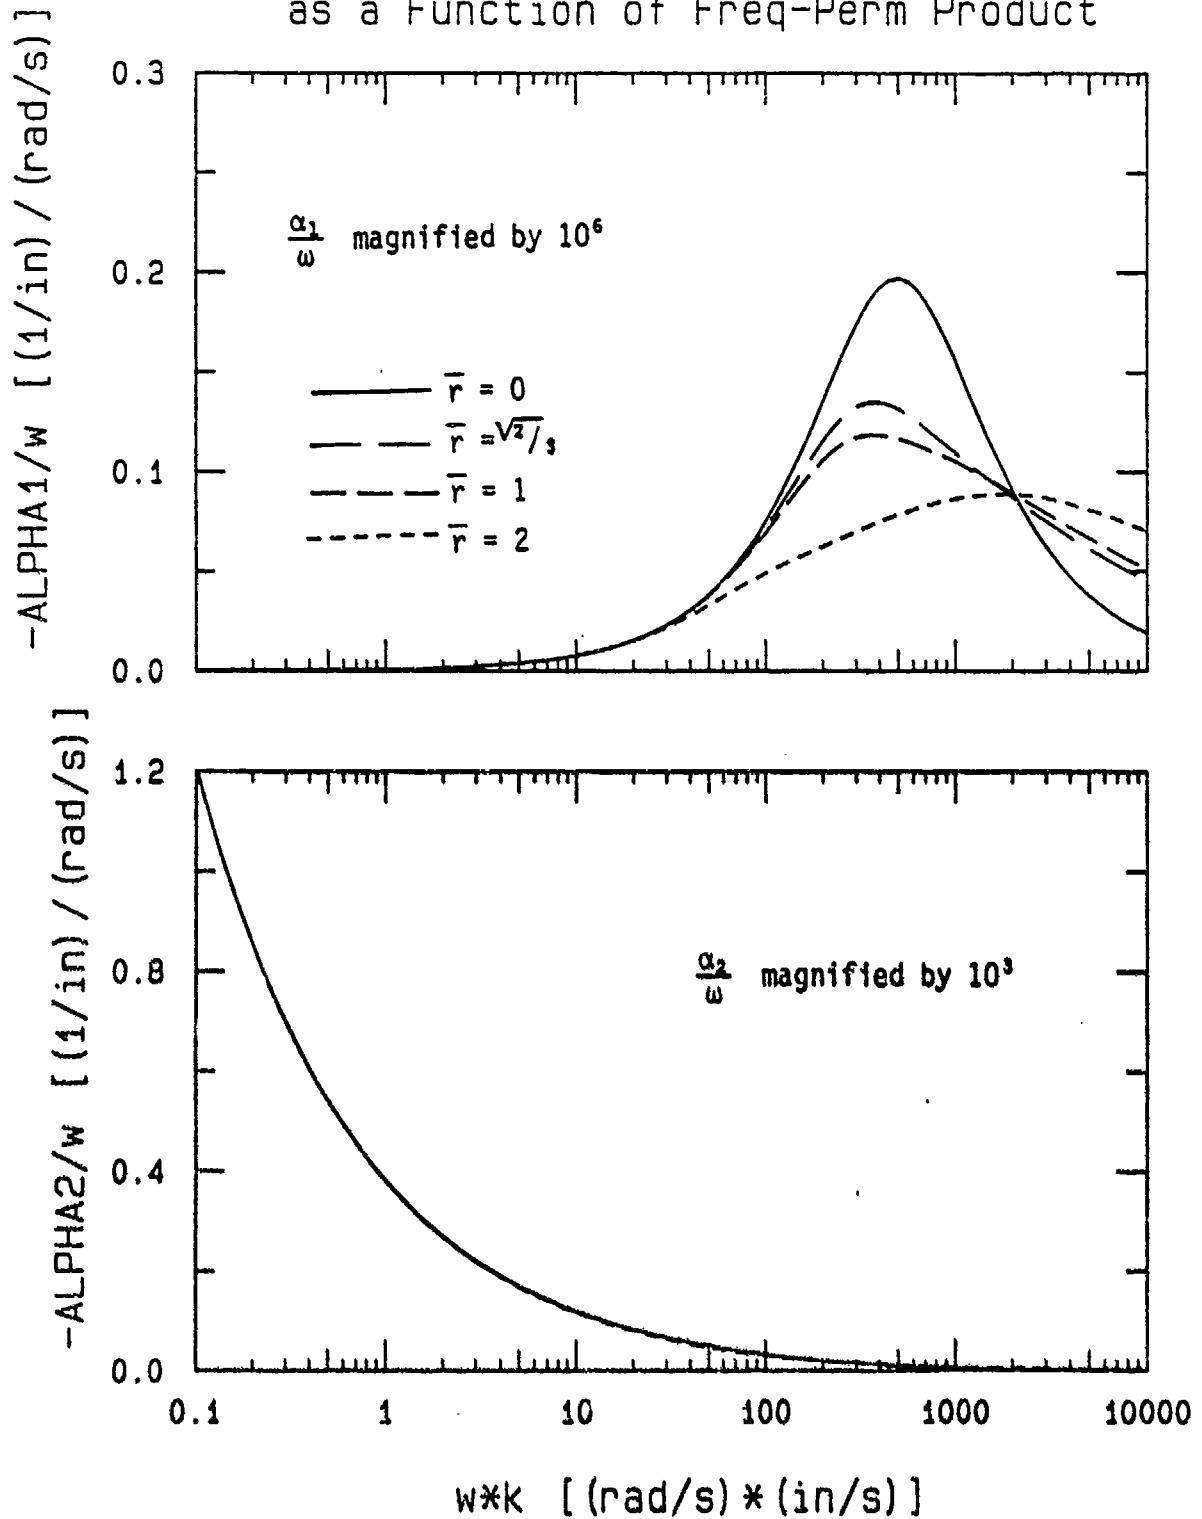 as a Function of Freq-Perm Product
-ALPHA1/w [(1/in)/(rad/s)]
0.3
0.2
0.1
0.0
α₁/ω magnified by 10⁶
r̅ = 0
r̅ = √2/3
r̅ = 1
r̅ = 2
-ALPHA2/w [(1/in)/(rad/s)]
1.2
0.8
0.4
0.0
α₂/ω magnified by 10³
0.1 1 10 100 1000 10000
w*k [(rad/s)*(in/s)]